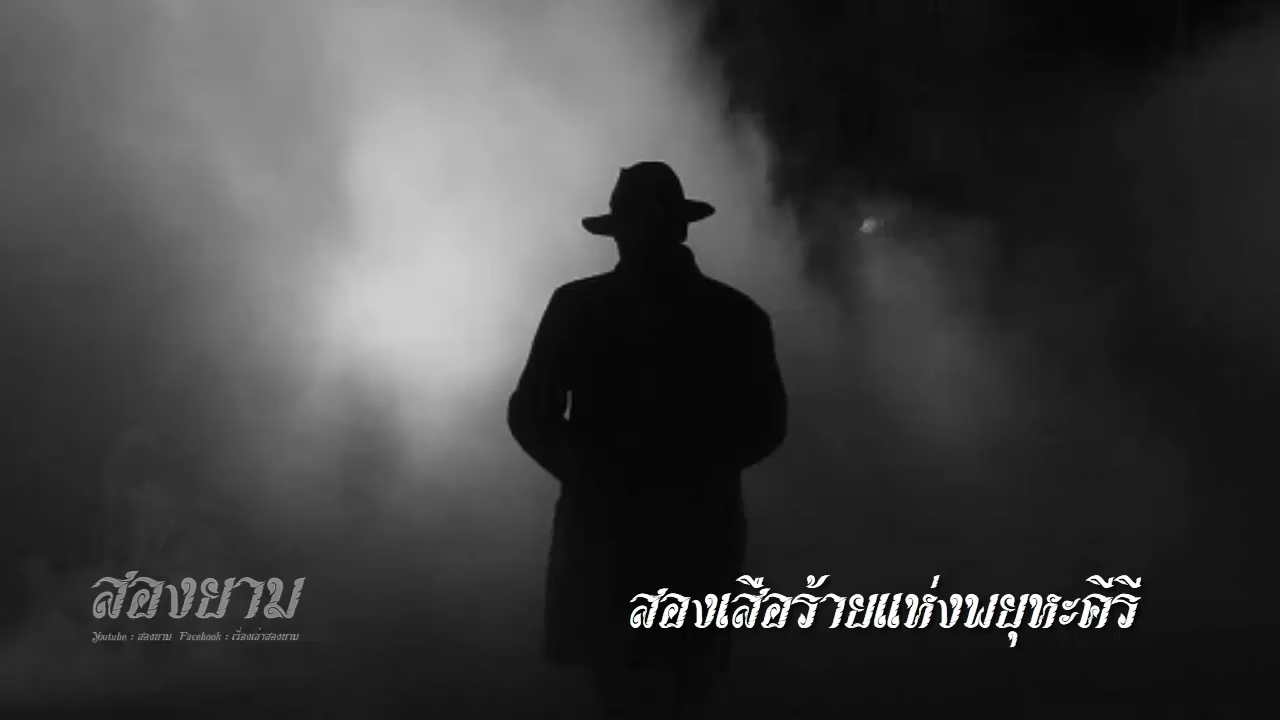 สองยาม
Youtube : สองยาม Facebook : เรื่องเล่าสองยาม
สองเสือร้ายแห่งพยุหะคีรี